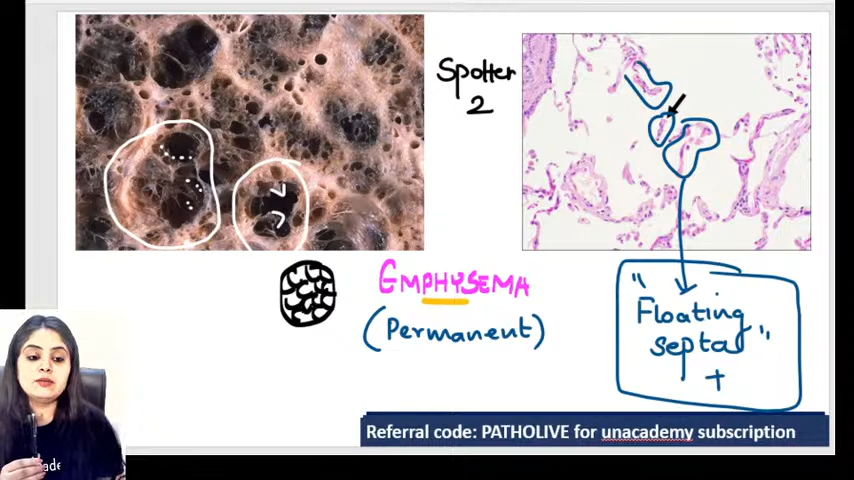 Spotter
2
EMPHYSEMA
(Permanent)
"Floating
septa"
+
Referral code: PATHOLIVE for unacademy subscription